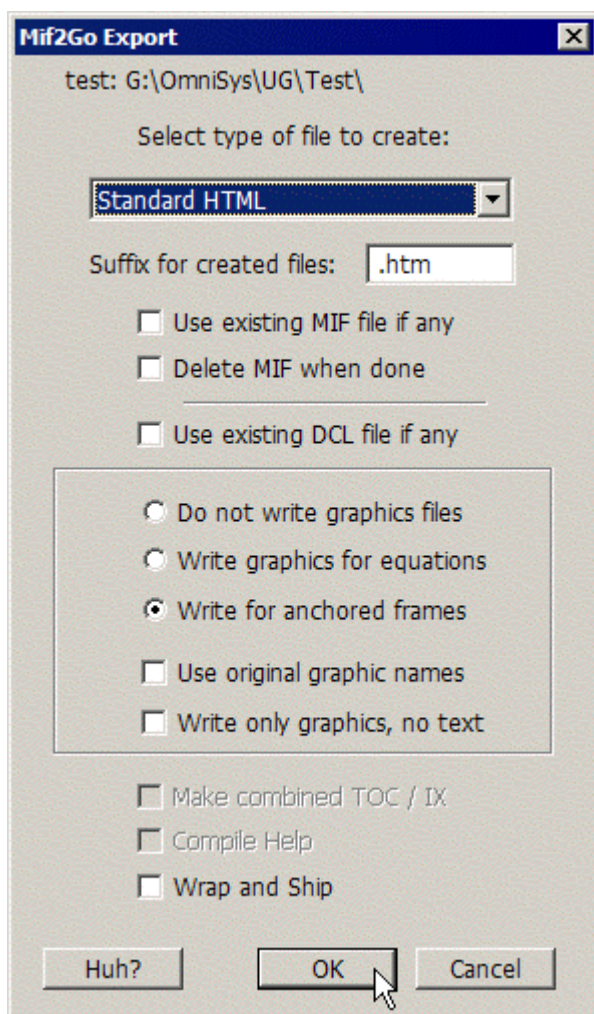 Mif2Go Export
test: G:\OmniSys\UG\Test\
Select type of file to create:
Standard HTML
Suffix for created files: .htm
Use existing MIF file if any
Delete MIF when done
Use existing DCL file if any
Do not write graphics files
Write graphics for equations
Write for anchored frames
Use original graphic names
Write only graphics, no text
Make combined TOC / IX
Compile Help
Wrap and Ship
Huh? OK Cancel